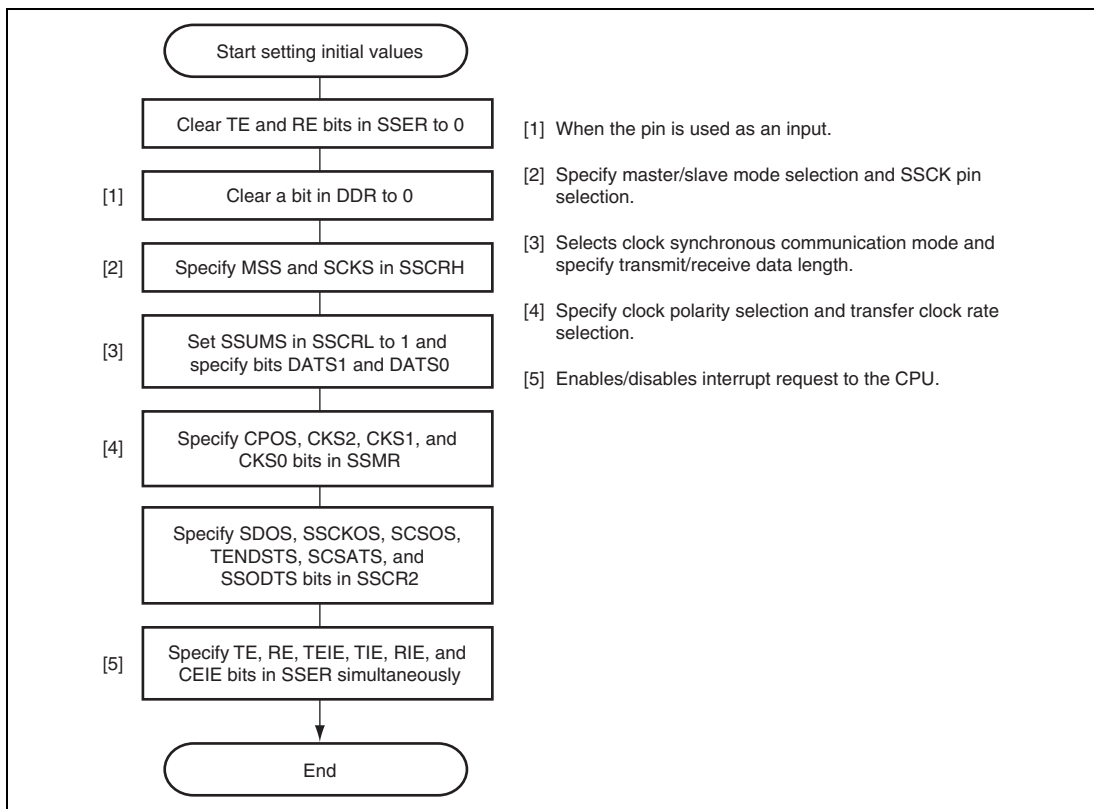 Start setting initial values
Clear TE and RE bits in SSER to 0
[1]
Clear a bit in DDR to 0
[2]
Specify MSS and SCKS in SSCRH
[3]
Set SSUMS in SSCRL to 1 and
specify bits DATS1 and DATS0
[4]
Specify CPOS, CKS2, CKS1, and
CKS0 bits in SSMR
Specify SDOS, SSCKOS, SCSOS,
TENDSTS, SCSATS, and
SSODTS bits in SSCR2
[5]
Specify TE, RE, TEIE, TIE, RIE, and
CEIE bits in SSER simultaneously
End
[1] When the pin is used as an input.
[2] Specify master/slave mode selection and SSCK pin
selection.
[3] Selects clock synchronous communication mode and
specify transmit/receive data length.
[4] Specify clock polarity selection and transfer clock rate
selection.
[5] Enables/disables interrupt request to the CPU.